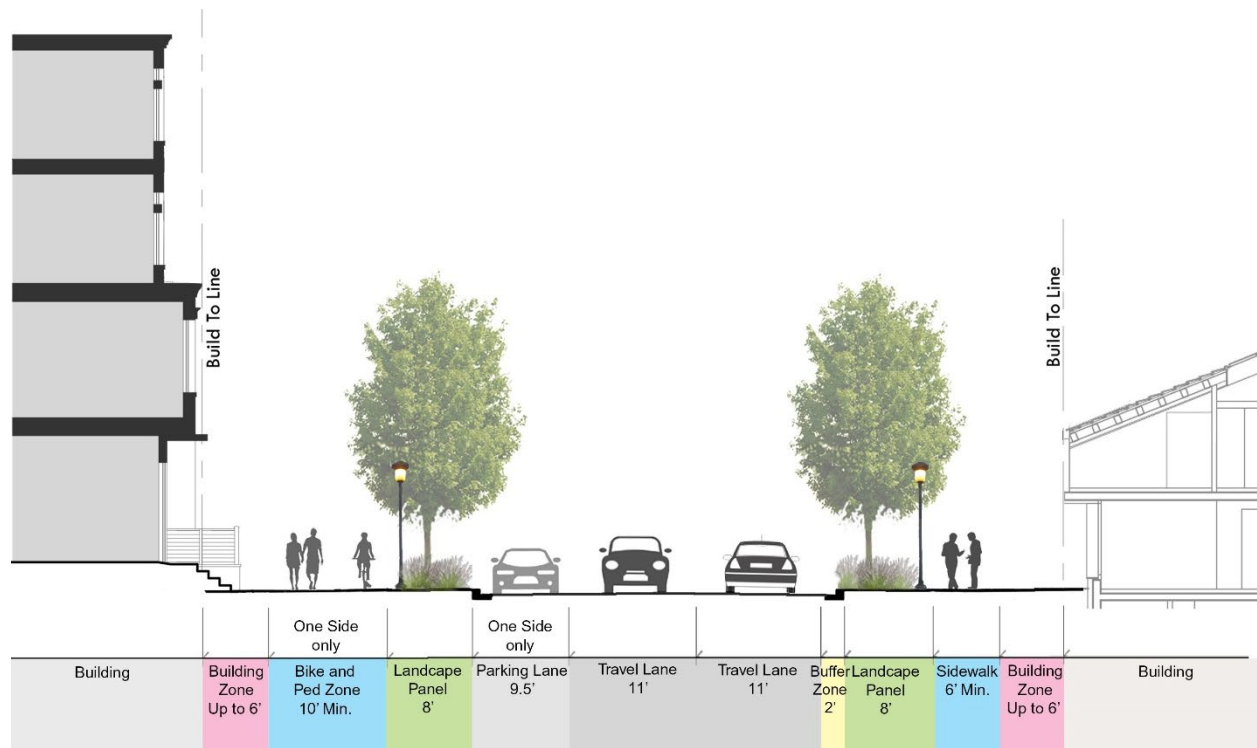 Build To Line
Build To Line
One Side
only
One Side
only
Building
Building
Zone
Up to 6'
Bike and
Ped Zone
10' Min.
Landcape
Panel
8'
Parking Lane
9.5'
Travel Lane
11'
Travel Lane
11'
Buffer
Zone
2'
Landcape
Panel
8'
Sidewalk
6' Min.
Building
Zone
Up to 6'
Building